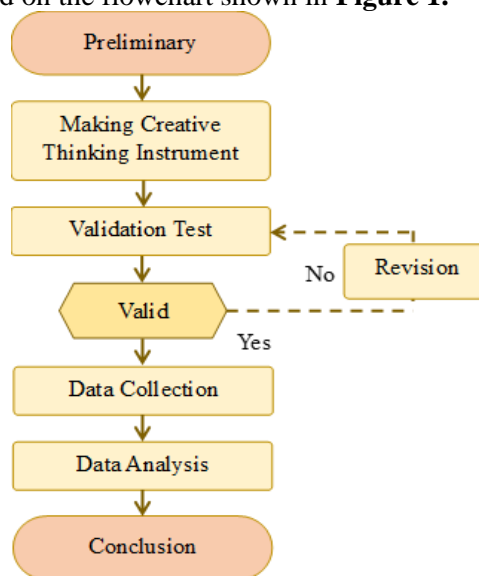 ed on the flowchart shown in Figure 1.
Preliminary
Making Creative
Thinking Instrument
Validation Test
No
Revision
Valid
Yes
Data Collection
Data Analysis
Conclusion